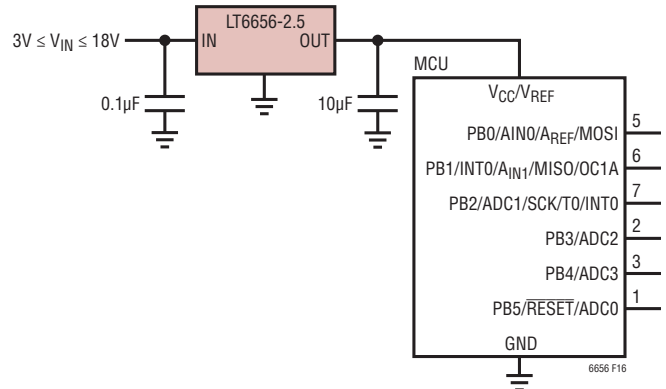 LT6656-2.5
3V ≤ VIN ≤ 18V
IN
OUT
0.1µF
10µF
MCU
VCC/VREF
PB0/AIN0/AREF/MOSI
5
PB1/INT0/AIN1/MISO/OC1A
6
PB2/ADC1/SCK/T0/INT0
7
PB3/ADC2
2
PB4/ADC3
3
PB5/RESET/ADC0
1
GND
6656 F16